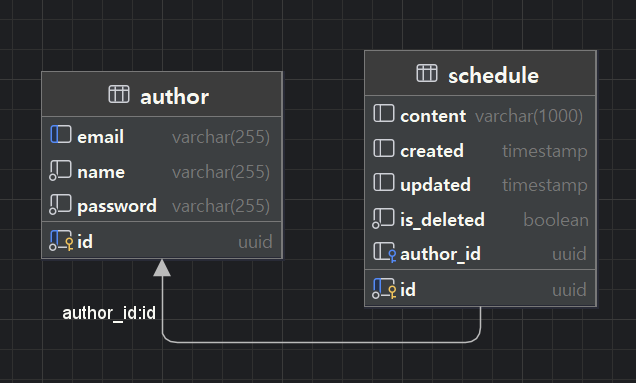 author
email varchar(255)
name varchar(255)
password varchar(255)
id uuid
schedule
content varchar(1000)
created timestamp
updated timestamp
is_deleted boolean
author_id uuid
id uuid
author_id:id